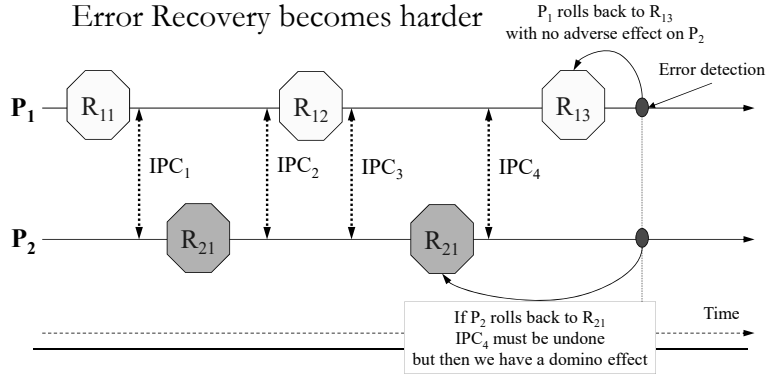 Error Recovery becomes harder
P₁ rolls back to R₁₃
with no adverse effect on P₂
Error detection
P₁
R₁₁
R₁₂
R₁₃
IPC₁
IPC₂
IPC₃
IPC₄
P₂
R₂₁
R₂₁
If P₂ rolls back to R₂₁
IPC₄ must be undone
but then we have a domino effect
Time